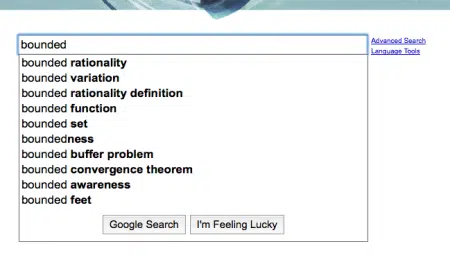 bounded
Advanced Search
Language Tools
bounded rationality
bounded variation
bounded rationality definition
bounded function
bounded set
boundedness
bounded buffer problem
bounded convergence theorem
bounded awareness
bounded feet
Google Search
I'm Feeling Lucky